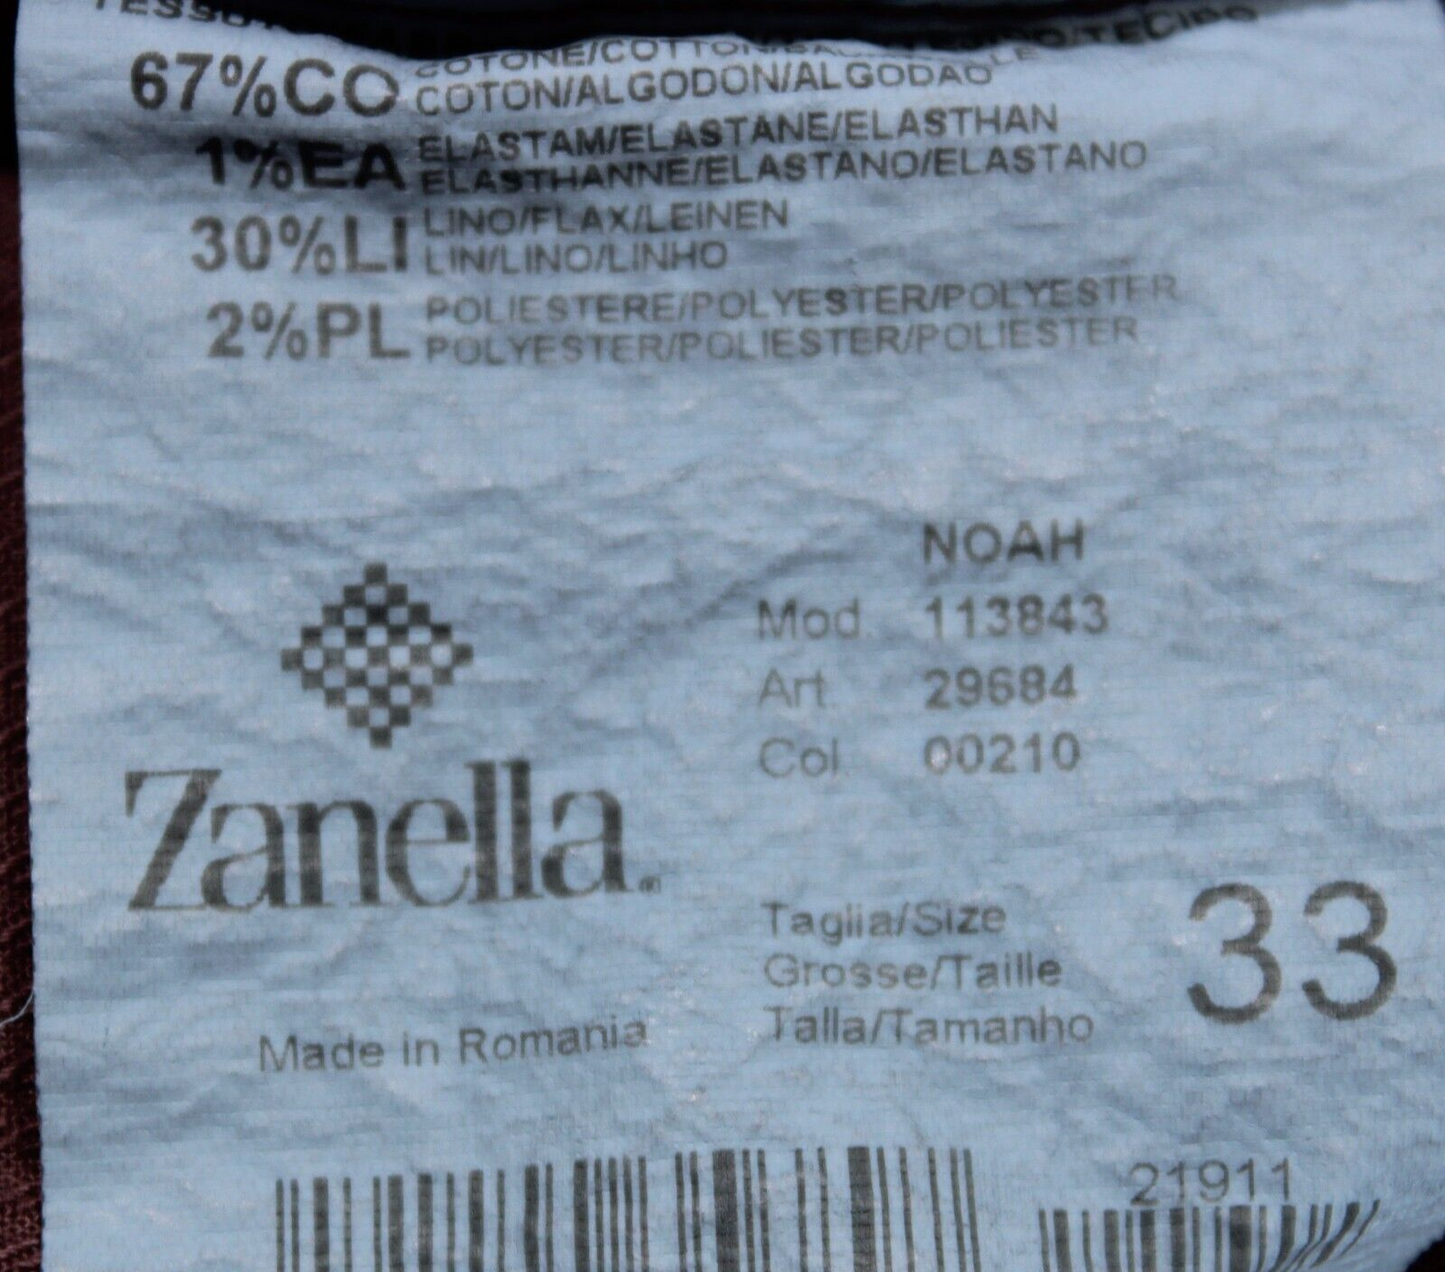 67%CO COTONE/COTTON
COTON/ALGODON/ALGODAO
1%EA ELASTAM/ELASTANE/ELASTHAN
ELASTHANNE/ELASTANO/ELASTANO
30%LI LINO/FLAX/LEINEN
LIN/LINO/LINHO
2%PL POLIESTERE/POLYESTER/POLYESTER
POLYESTER/POLIESTER/POLIESTER
NOAH
Mod. 113843
Art. 29684
Col. 00210
Zanella®
Taglia/Size
Grosse/Taille
Talla/Tamanho
33
Made in Romania
21911